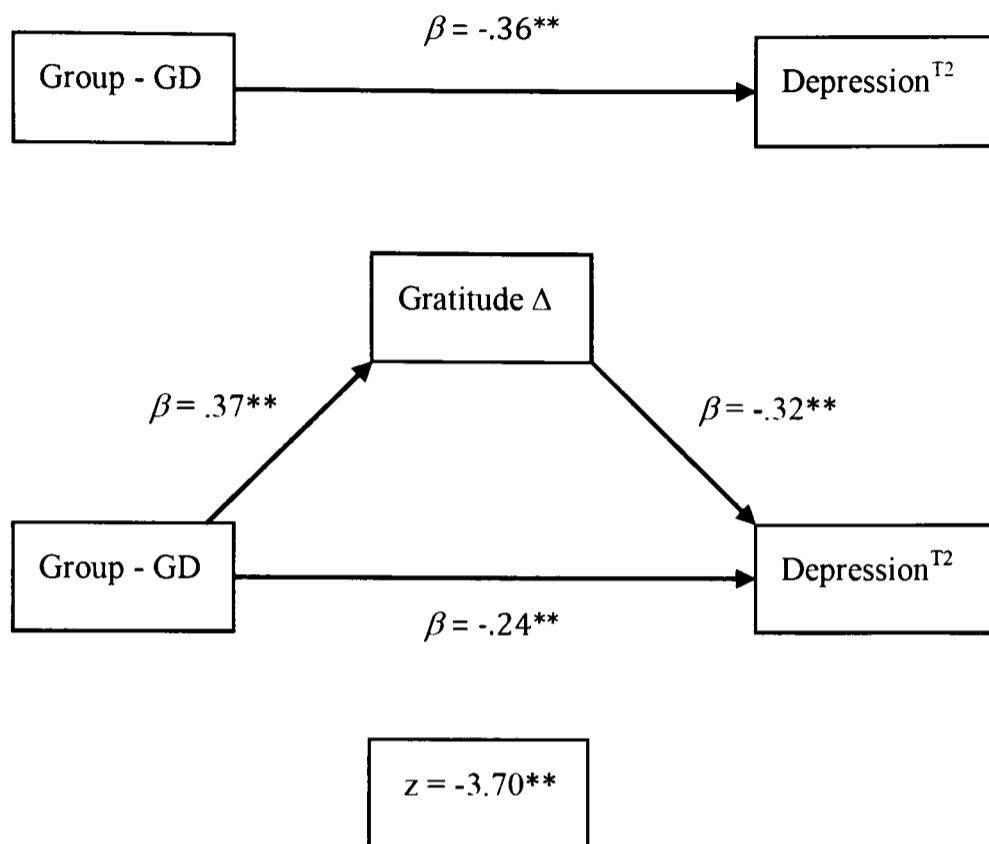 β = -.36**
Group - GD
Depression^T2
Gratitude Δ
β = .37**
β = -.32**
Group - GD
Depression^T2
β = -.24**
z = -3.70**